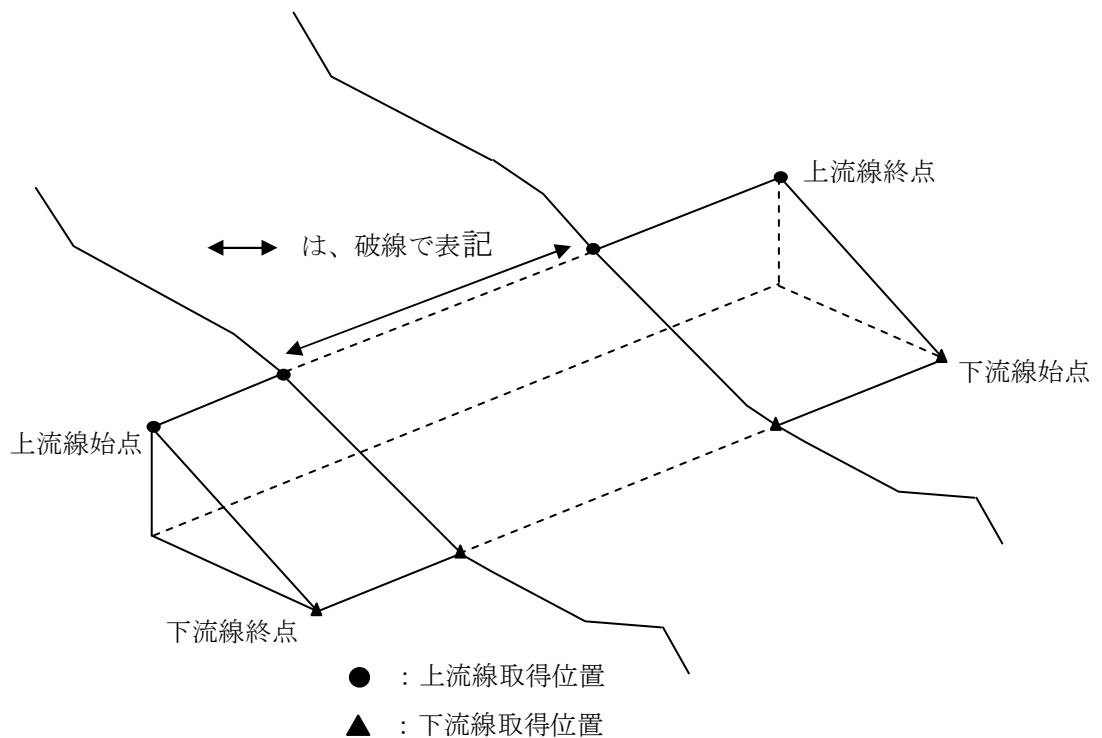 上流線終点
は、破線で表記
下流線始点
上流線始点
下流線終点
● ：上流線取得位置
▲ ：下流線取得位置